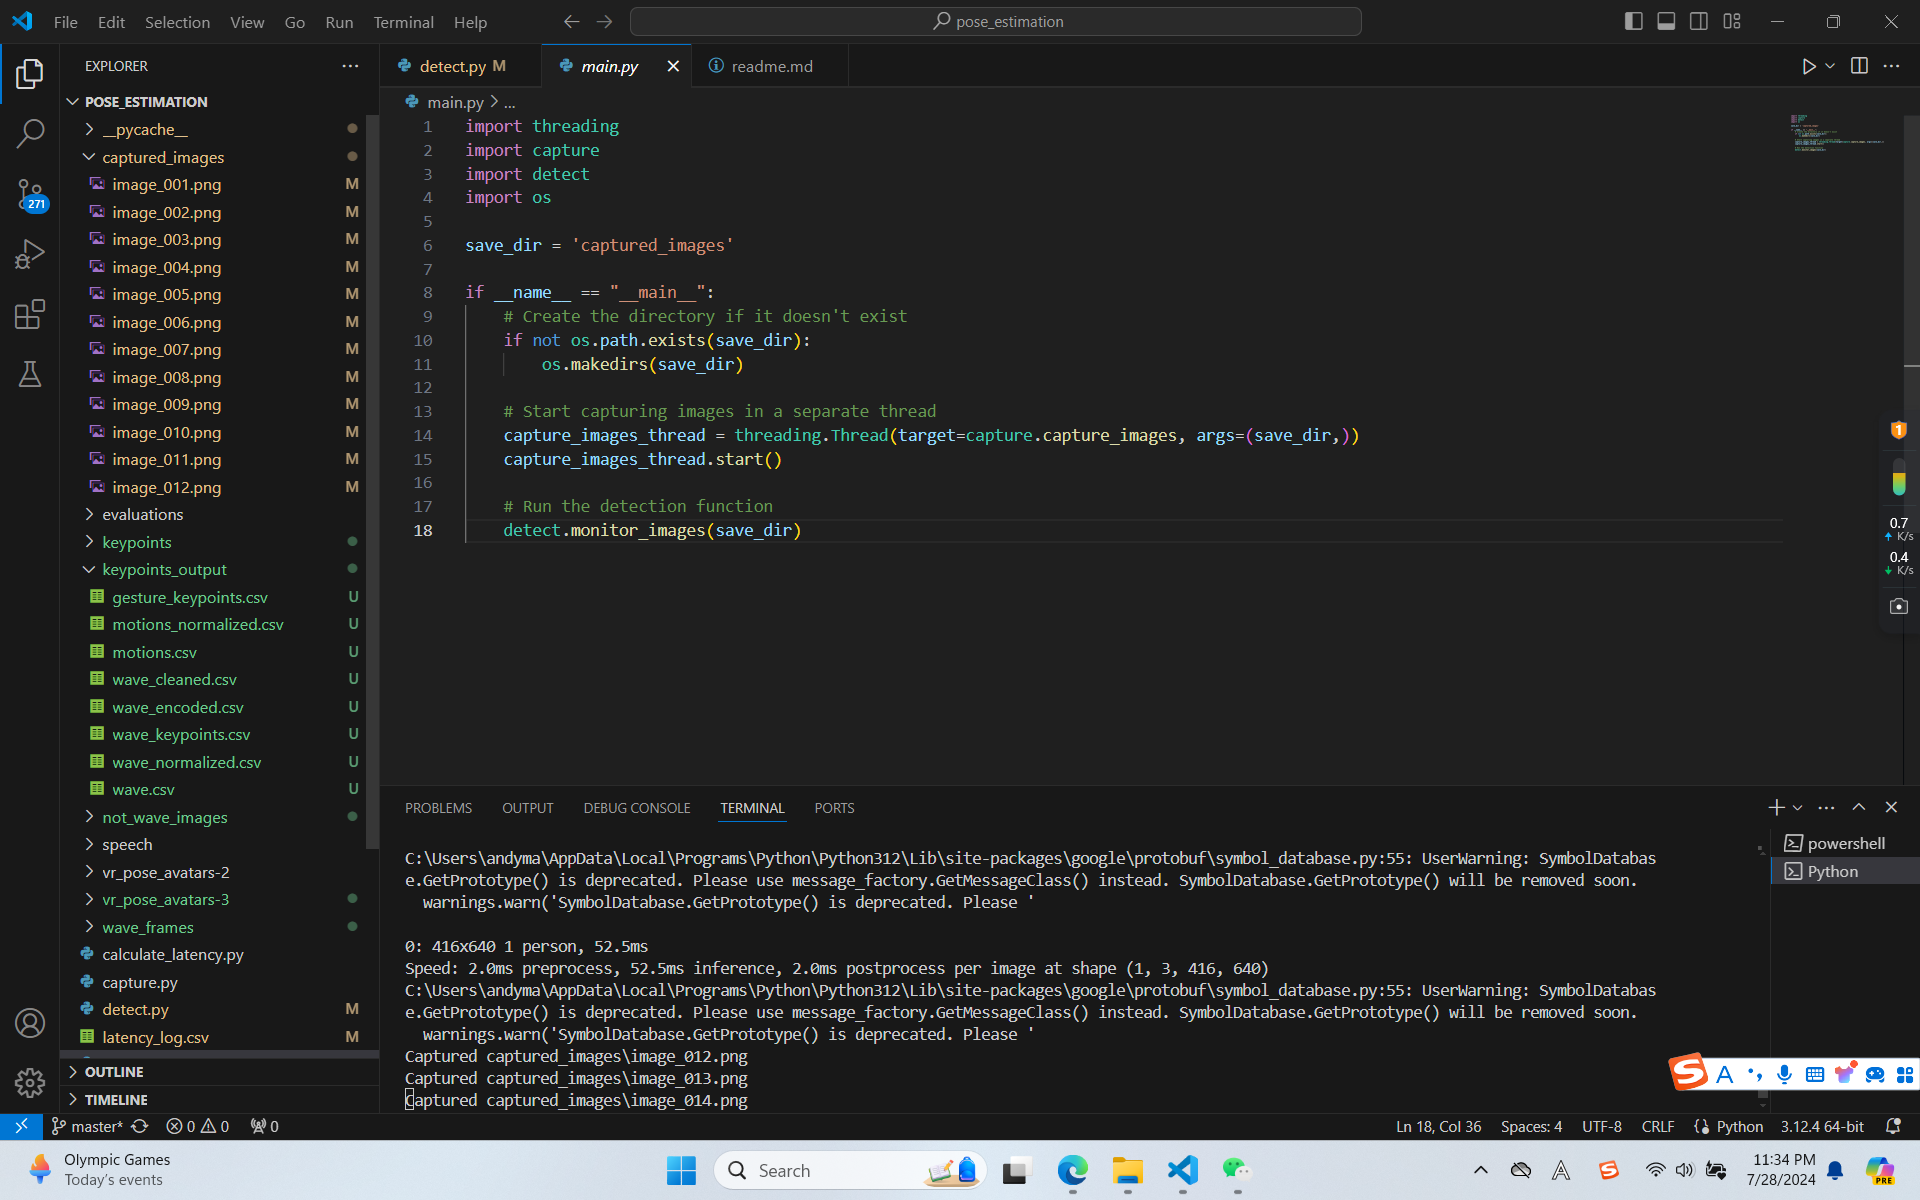 File Edit Selection View Go Run Terminal Help
pose_estimation
EXPLORER
POSE_ESTIMATION
__pycache__
captured_images
image_001.png M
image_002.png M
image_003.png M
image_004.png M
image_005.png M
image_006.png M
image_007.png M
image_008.png M
image_009.png M
image_010.png M
image_011.png M
image_012.png M
evaluations
keypoints
keypoints_output
gesture_keypoints.csv U
motions_normalized.csv U
motions.csv U
wave_cleaned.csv U
wave_encoded.csv U
wave_keypoints.csv U
wave_normalized.csv U
wave.csv U
not_wave_images
speech
vr_pose_avatars-2
vr_pose_avatars-3
wave_frames
calculate_latency.py
capture.py
detect.py M
latency_log.csv M
OUTLINE
TIMELINE
271
detect.py M main.py readme.md
main.py > ...
1 import threading
2 import capture
3 import detect
4 import os
5
6 save_dir = 'captured_images'
7
8 if __name__ == "__main__":
9 # Create the directory if it doesn't exist
10 if not os.path.exists(save_dir):
11 os.makedirs(save_dir)
12
13 # Start capturing images in a separate thread
14 capture_images_thread = threading.Thread(target=capture.capture_images, args=(save_dir,))
15 capture_images_thread.start()
16
17 # Run the detection function
18 detect.monitor_images(save_dir)
1
0.7
K/s
0.4
K/s
PROBLEMS OUTPUT DEBUG CONSOLE TERMINAL PORTS
powershell
Python
C:\Users\andyma\AppData\Local\Programs\Python\Python312\Lib\site-packages\google\protobuf\symbol_database.py:55: UserWarning: SymbolDatabas
e.GetPrototype() is deprecated. Please use message_factory.GetMessageClass() instead. SymbolDatabase.GetPrototype() will be removed soon.
warnings.warn('SymbolDatabase.GetPrototype() is deprecated. Please '
0: 416x640 1 person, 52.5ms
Speed: 2.0ms preprocess, 52.5ms inference, 2.0ms postprocess per image at shape (1, 3, 416, 640)
C:\Users\andyma\AppData\Local\Programs\Python\Python312\Lib\site-packages\google\protobuf\symbol_database.py:55: UserWarning: SymbolDatabas
e.GetPrototype() is deprecated. Please use message_factory.GetMessageClass() instead. SymbolDatabase.GetPrototype() will be removed soon.
warnings.warn('SymbolDatabase.GetPrototype() is deprecated. Please '
Captured captured_images\image_012.png
Captured captured_images\image_013.png
Captured captured_images\image_014.png
S A
master* 0 0 0
Ln 18, Col 36 Spaces: 4 UTF-8 CRLF Python 3.12.4 64-bit
Olympic Games
Today's events
Search
11:34 PM
7/28/2024
PRE